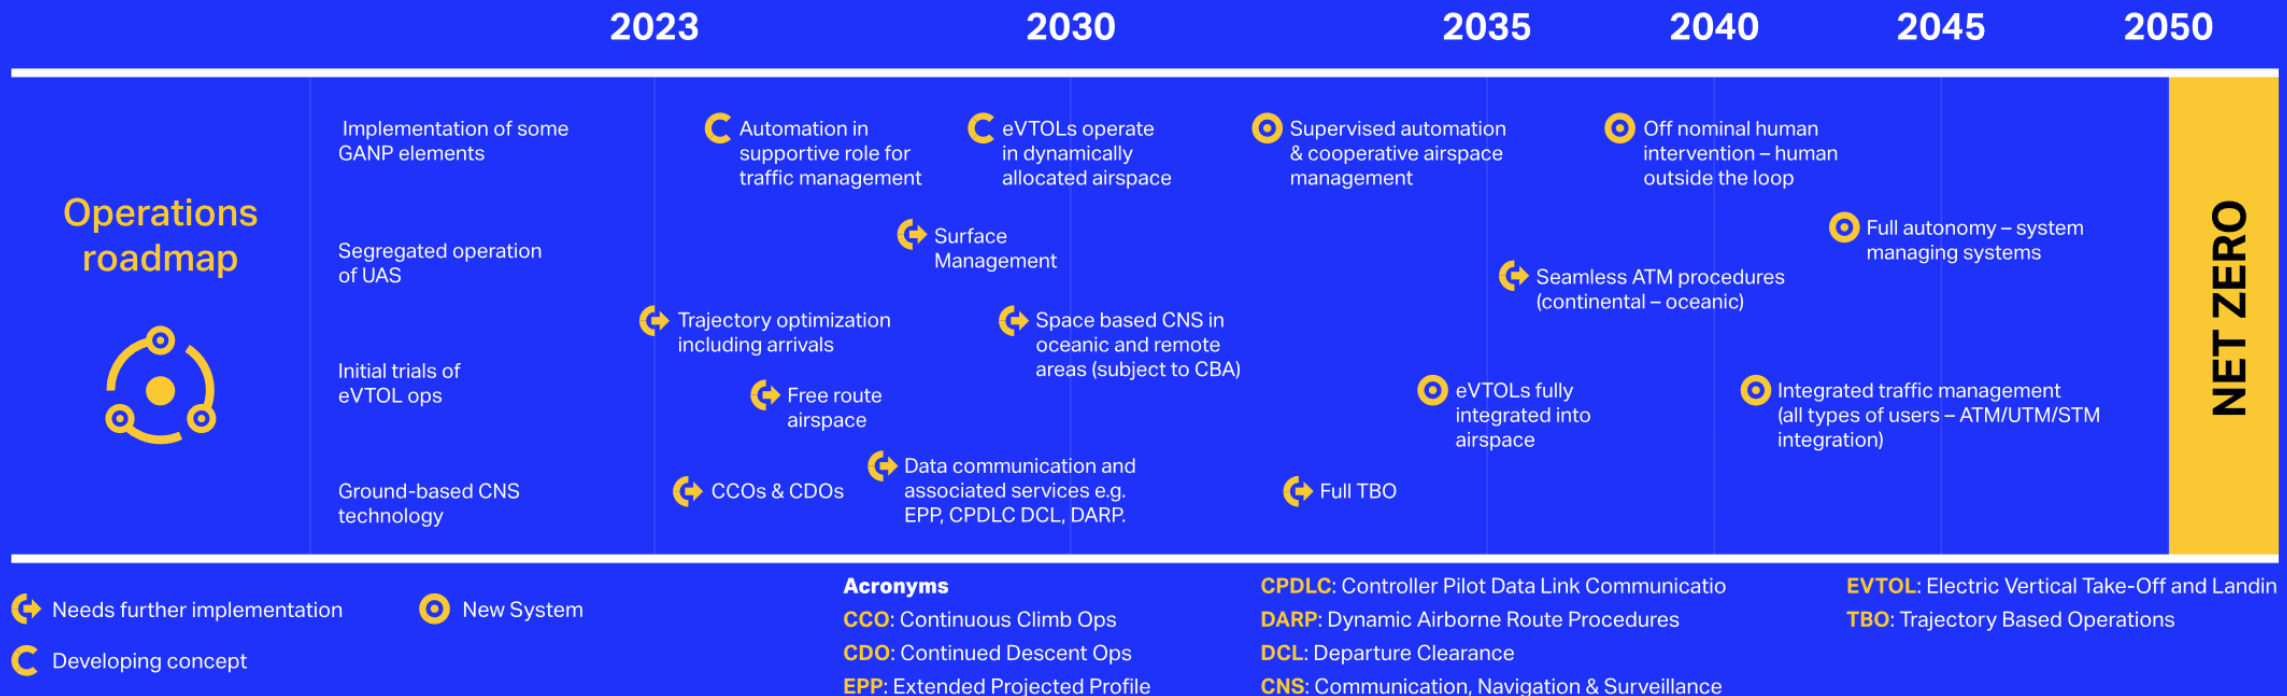 2023
2030
2035
2040
2045
2050
Operations
roadmap
Implementation of some
GANP elements
Segregated operation
of UAS
Initial trials of
eVTOL ops
Ground-based CNS
technology
Automation in
supportive role for
traffic management
eVTOLs operate
in dynamically
allocated airspace
Supervised automation
& cooperative airspace
management
Off nominal human
intervention – human
outside the loop
Surface
Management
Full autonomy – system
managing systems
Seamless ATM procedures
(continental – oceanic)
Trajectory optimization
including arrivals
Space based CNS in
oceanic and remote
areas (subject to CBA)
Free route
airspace
eVTOLs fully
integrated into
airspace
Integrated traffic management
(all types of users – ATM/UTM/STM
integration)
Data communication and
associated services e.g.
EPP, CPDLC DCL, DARP.
CCOs & CDOs
Full TBO
NET ZERO
Needs further implementation
New System
Developing concept
Acronyms
CCO: Continuous Climb Ops
CDO: Continued Descent Ops
EPP: Extended Projected Profile
CPDLC: Controller Pilot Data Link Communicatio
DARP: Dynamic Airborne Route Procedures
DCL: Departure Clearance
CNS: Communication, Navigation & Surveillance
EVTOL: Electric Vertical Take-Off and Landin
TBO: Trajectory Based Operations